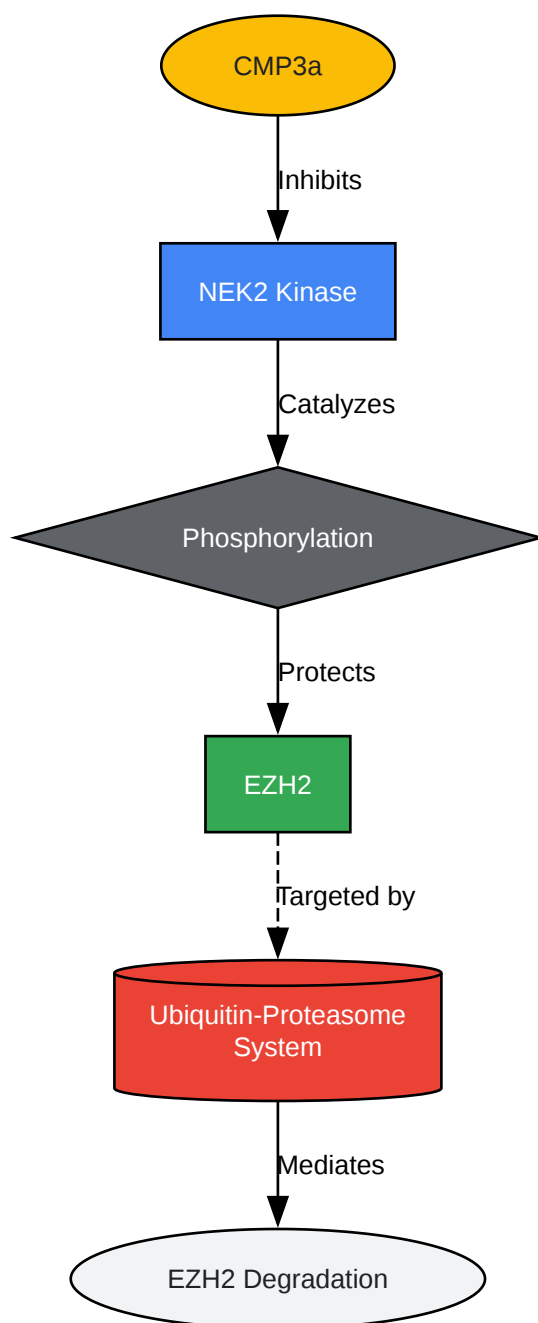 CMP3a
Inhibits
NEK2 Kinase
Catalyzes
Phosphorylation
Protects
EZH2
Targeted by
Ubiquitin-Proteasome
System
Mediates
EZH2 Degradation